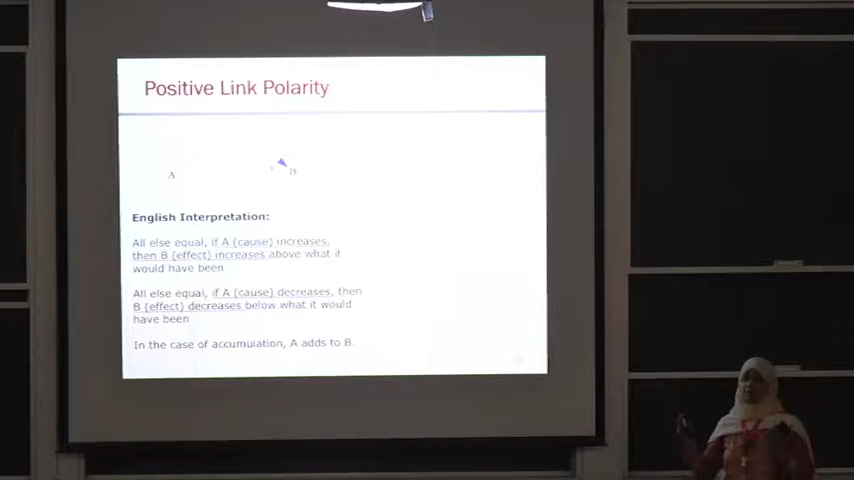 Positive Link Polarity
A
B
English Interpretation:
All else equal, if A (cause) increases,
then B (effect) increases above what it
would have been
All else equal, if A (cause) decreases, then
B (effect) decreases below what it would
have been
In the case of accumulation, A adds to B.